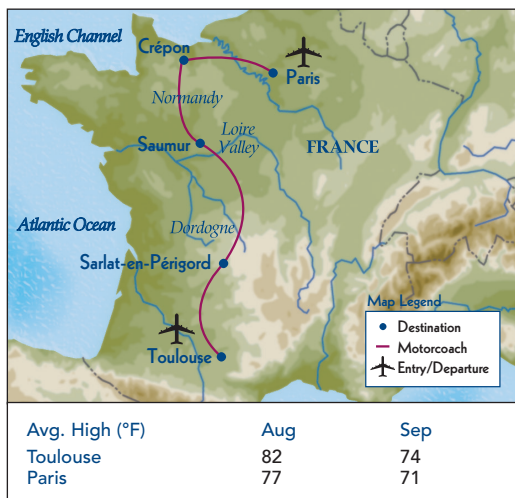 English Channel
Crépon
Paris
Normandy
Loire
Valley
Saumur
FRANCE
Atlantic Ocean
Dordogne
Sarlat-en-Périgord
Toulouse
Map Legend
Destination
Motorcoach
Entry/Departure
Avg. High (°F) Aug Sep
Toulouse 82 74
Paris 77 71